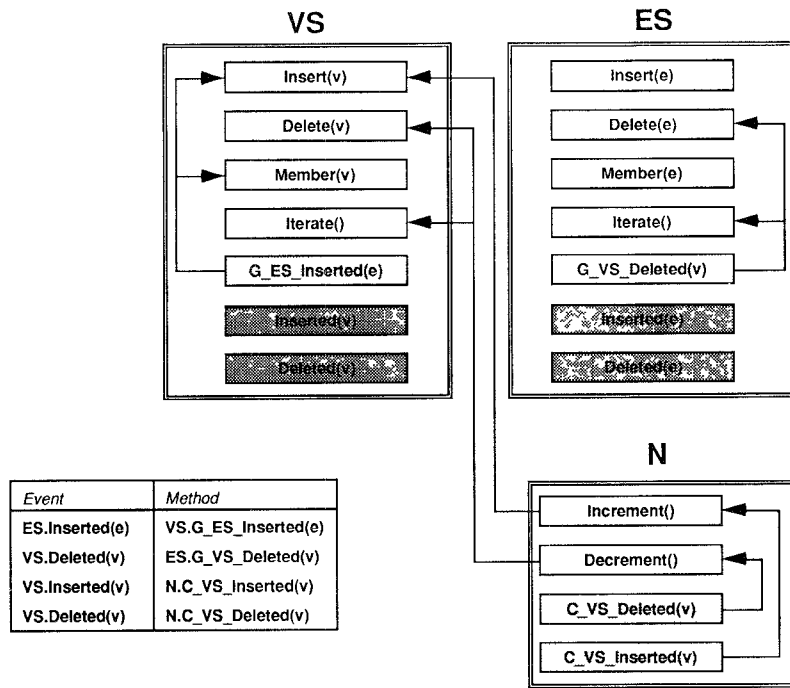 VS
Insert(v)
Delete(v)
Member(v)
Iterate()
G_ES_Inserted(e)
Inserted(v)
Deleted(v)
ES
Insert(e)
Delete(e)
Member(e)
Iterate()
G_VS_Deleted(v)
Inserted(e)
Deleted(e)
N
Increment()
Decrement()
C_VS_Deleted(v)
C_VS_Inserted(v)
Event Method
ES.Inserted(e) VS.G_ES_Inserted(e)
VS.Deleted(v) ES.G_VS_Deleted(v)
VS.Inserted(v) N.C_VS_Inserted(v)
VS.Deleted(v) N.C_VS_Deleted(v)